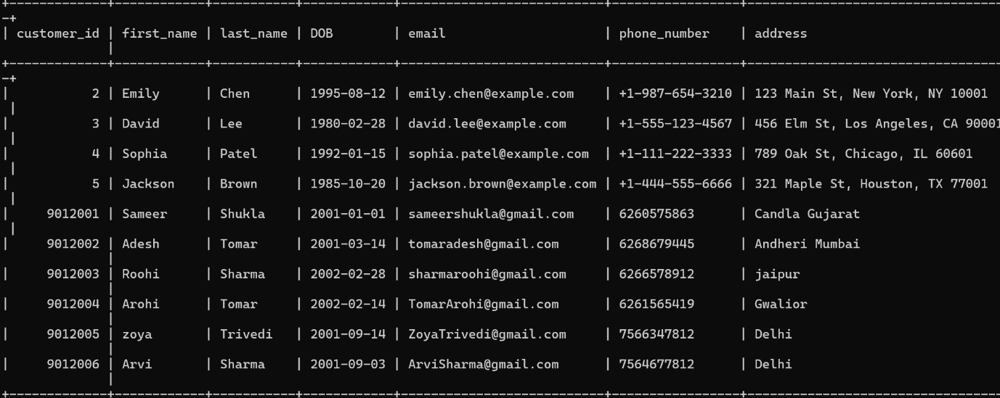 +-------------+------------+-----------+------------+---------------------------+-----------------+----------------------------------
-+
| customer_id | first_name | last_name | DOB        | email                     | phone_number    | address
              |
+-------------+------------+-----------+------------+---------------------------+-----------------+----------------------------------
-+
|           2 | Emily      | Chen      | 1995-08-12 | emily.chen@example.com    | +1-987-654-3210 | 123 Main St, New York, NY 10001
 |
|           3 | David      | Lee       | 1980-02-28 | david.lee@example.com     | +1-555-123-4567 | 456 Elm St, Los Angeles, CA 90001
 |
|           4 | Sophia     | Patel     | 1992-01-15 | sophia.patel@example.com  | +1-111-222-3333 | 789 Oak St, Chicago, IL 60601
 |
|           5 | Jackson    | Brown     | 1985-10-20 | jackson.brown@example.com | +1-444-555-6666 | 321 Maple St, Houston, TX 77001
 |
|     9012001 | Sameer     | Shukla    | 2001-01-01 | sameershukla@gmail.com    | 6260575863      | Candla Gujarat
 |
|     9012002 | Adesh      | Tomar     | 2001-03-14 | tomaradesh@gmail.com      | 6268679445      | Andheri Mumbai
              |
|     9012003 | Roohi      | Sharma    | 2002-02-28 | sharmaroohi@gmail.com     | 6266578912      | jaipur
              |
|     9012004 | Arohi      | Tomar     | 2002-02-14 | TomarArohi@gmail.com      | 6261565419      | Gwalior
              |
|     9012005 | zoya       | Trivedi   | 2001-09-14 | ZoyaTrivedi@gmail.com     | 7566347812      | Delhi
              |
|     9012006 | Arvi       | Sharma    | 2001-09-03 | ArviSharma@gmail.com      | 7564677812      | Delhi
              |
+-------------+------------+-----------+------------+---------------------------+-----------------+----------------------------------